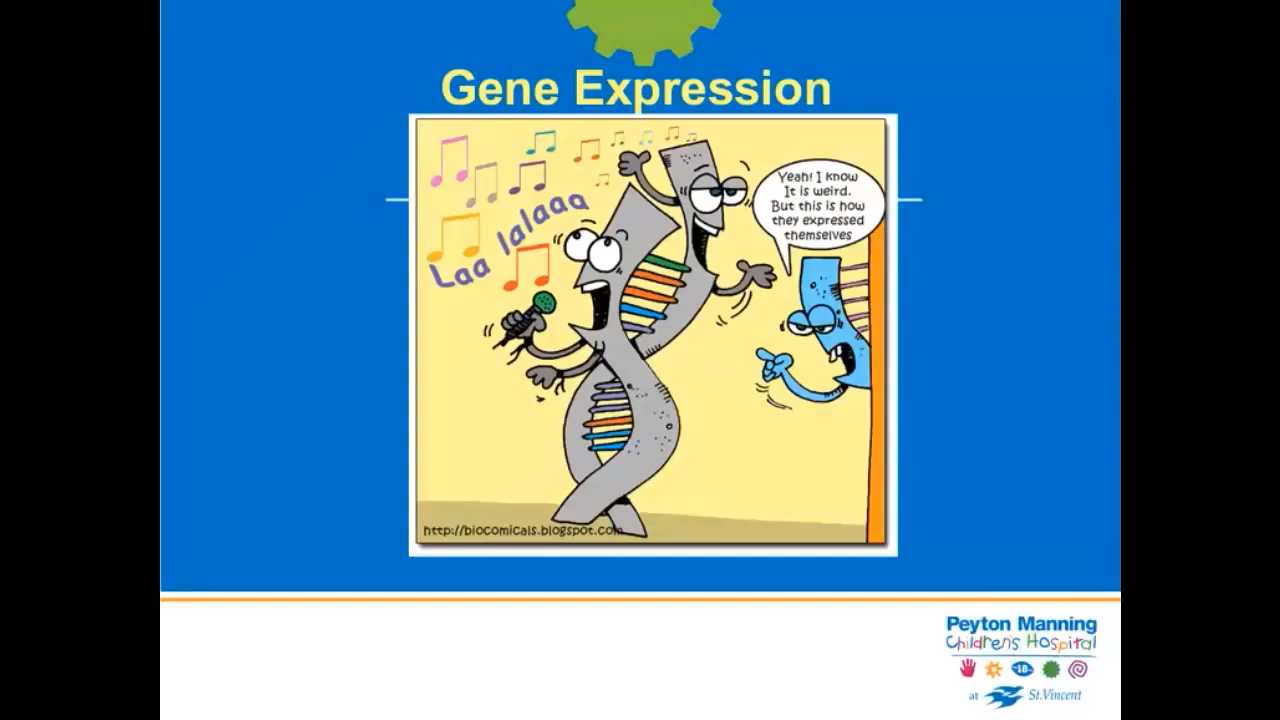 Gene Expression
Laa lalaaa
Yeah! I know
It is weird.
But this is how
they expressed
themselves
http://biocomicals.blogspot.com
Peyton Manning
Children's Hospital
18
at St.Vincent